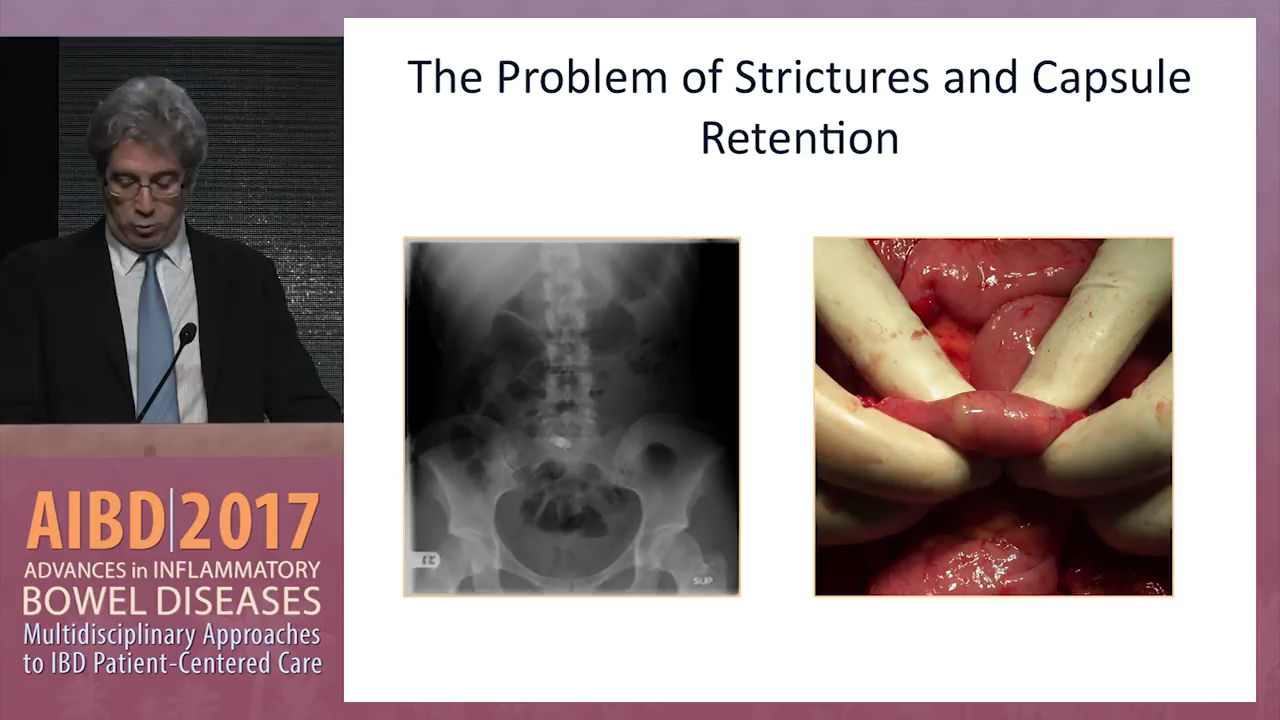 The Problem of Strictures and Capsule
Retention
SUP
AIBD|2017
ADVANCES in INFLAMMATORY
BOWEL DISEASES
Multidisciplinary Approaches
to IBD Patient-Centered Care